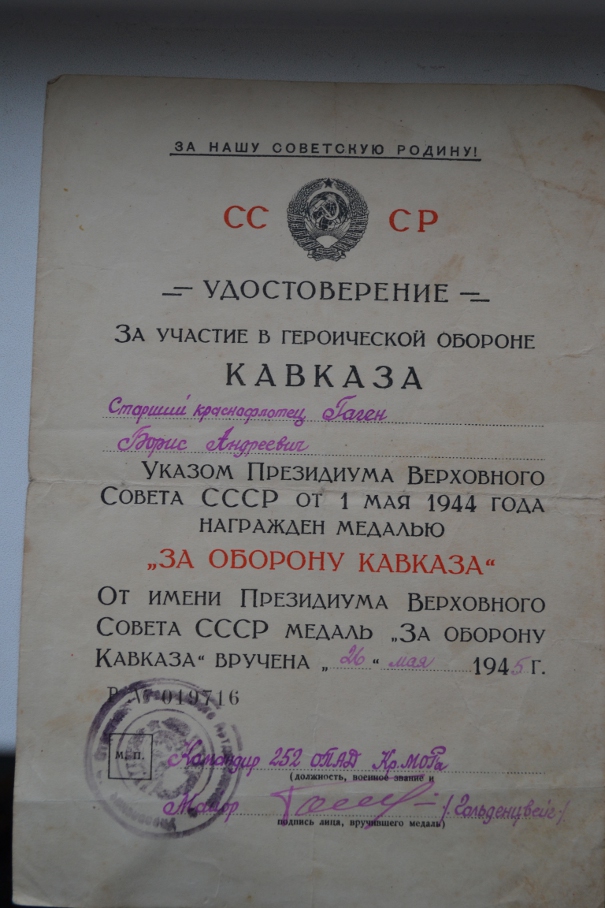 ЗА НАШУ СОВЕТСКУЮ РОДИНУ!
СС СР
УДОСТОВЕРЕНИЕ
ЗА УЧАСТИЕ В ГЕРОИЧЕСКОЙ ОБОРОНЕ
КАВКАЗА
Старший краснофлотец Гаген
Борис Андреевич
УКАЗОМ ПРЕЗИДИУМА ВЕРХОВНОГО
СОВЕТА СССР ОТ 1 МАЯ 1944 ГОДА
НАГРАЖДЕН МЕДАЛЬЮ
„ЗА ОБОРОНУ КАВКАЗА“
ОТ ИМЕНИ ПРЕЗИДИУМА ВЕРХОВНОГО
СОВЕТА СССР МЕДАЛЬ „ЗА ОБОРОНУ
КАВКАЗА“ ВРУЧЕНА „26“ мая 1945 г.
019716
М. П.
Командир 252 ОПАД Кр.МОРа
(должность, военное звание и
Майор /Гольденцвейг/
подпись лица, вручившего медаль)